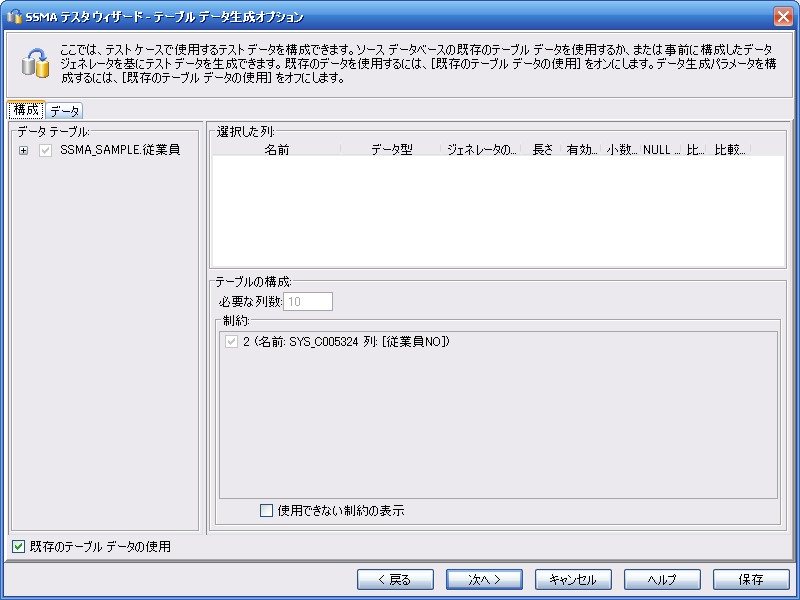 SSMA テスタ ウィザード - テーブル データ生成オプション
ここでは、テスト ケースで使用するテスト データを構成できます。ソース データベースの既存のテーブル データを使用するか、または事前に構成したデータ
ジェネレータを基にテスト データを生成できます。既存のデータを使用するには、[既存のテーブル データの使用] をオンにします。データ生成パラメータを構
成するには、[既存のテーブル データの使用] をオフにします。
構成 データ
データ テーブル:
SSMA_SAMPLE.従業員
選択した列:
名前 データ型 ジェネレータの... 長さ 有効... 小数... NULL ... 比... 比較...
テーブルの構成:
必要な列数: 10
制約:
2 (名前: SYS_C005324 列: [従業員NO])
使用できない制約の表示
既存のテーブル データの使用
< 戻る 次へ > キャンセル ヘルプ 保存